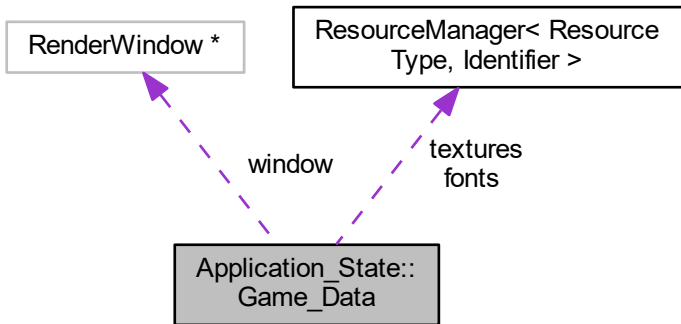 RenderWindow *
ResourceManager< Resource
Type, Identifier >
window
textures
fonts
Application_State::
Game_Data